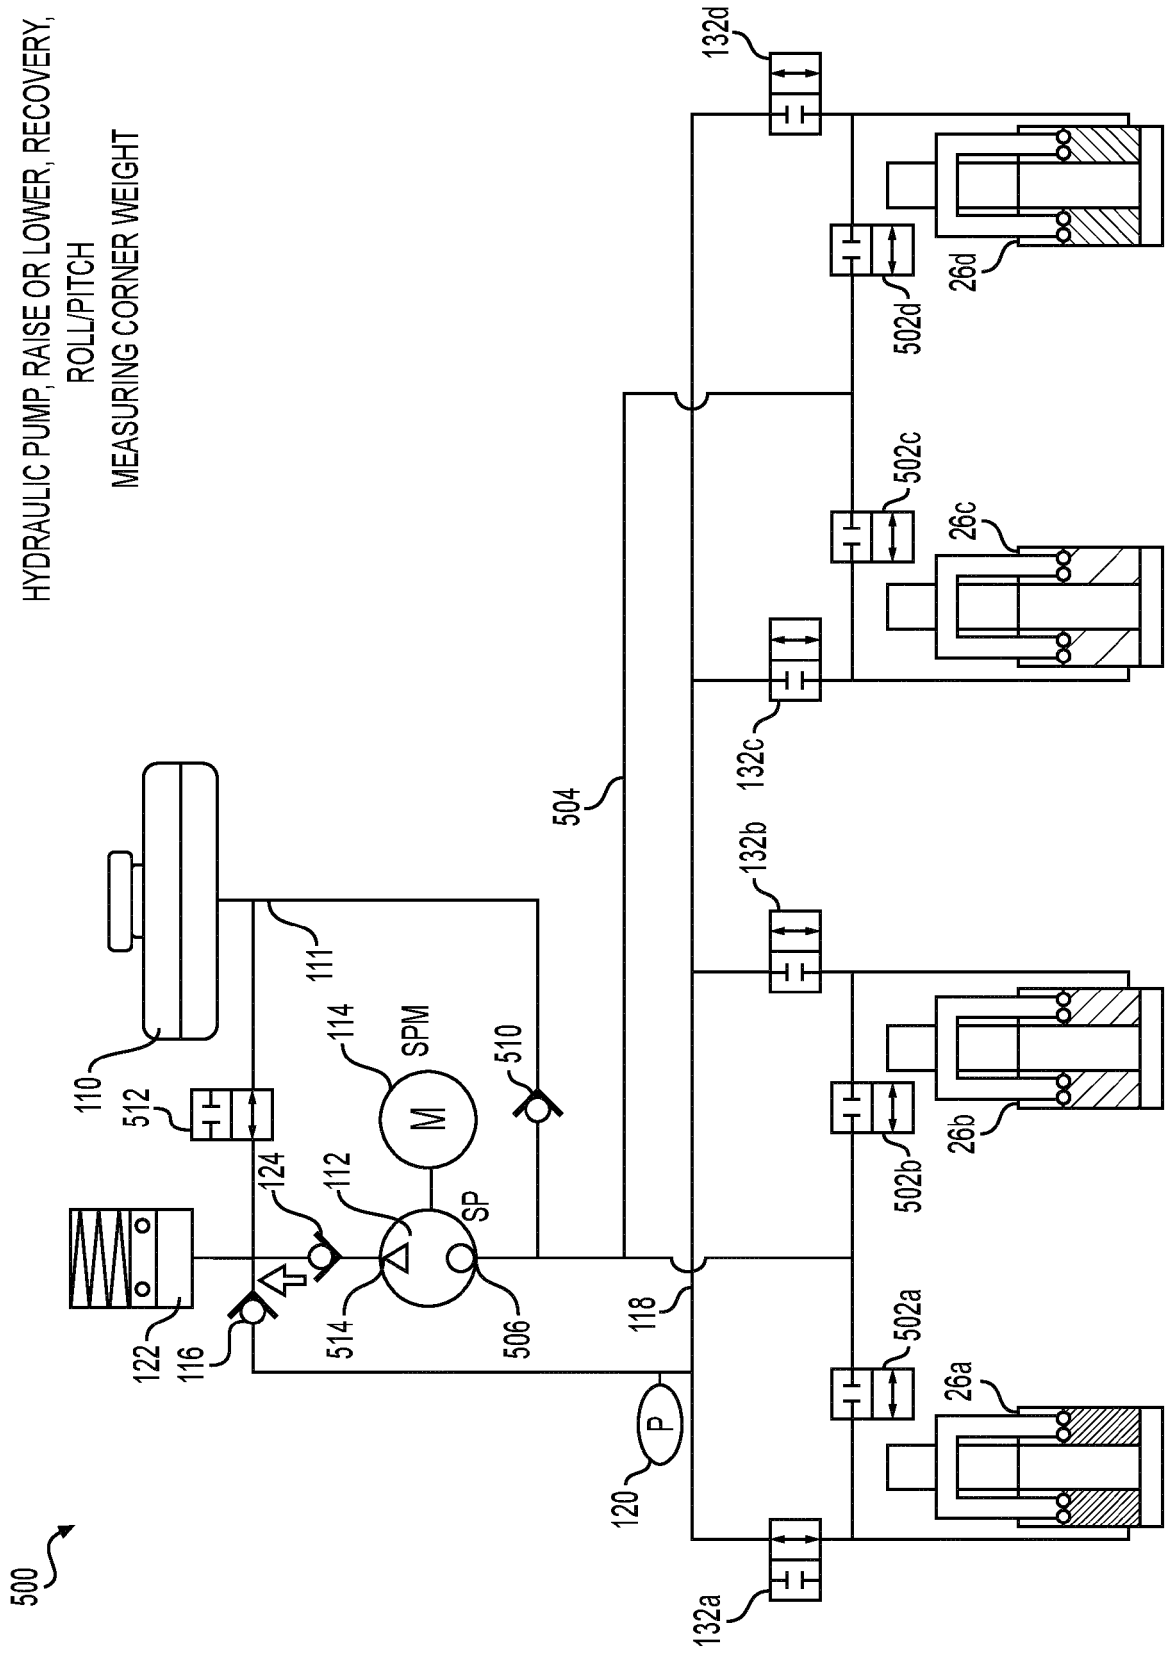 HYDRAULIC PUMP, RAISE OR LOWER, RECOVERY,
ROLL/PITCH
MEASURING CORNER WEIGHT
500
122
116
124
512
110
111
514
112
SP
M
114
SPM
506
510
120
P
118
504
132a
132b
132c
132d
502a
502b
502c
502d
26a
26b
26c
26d